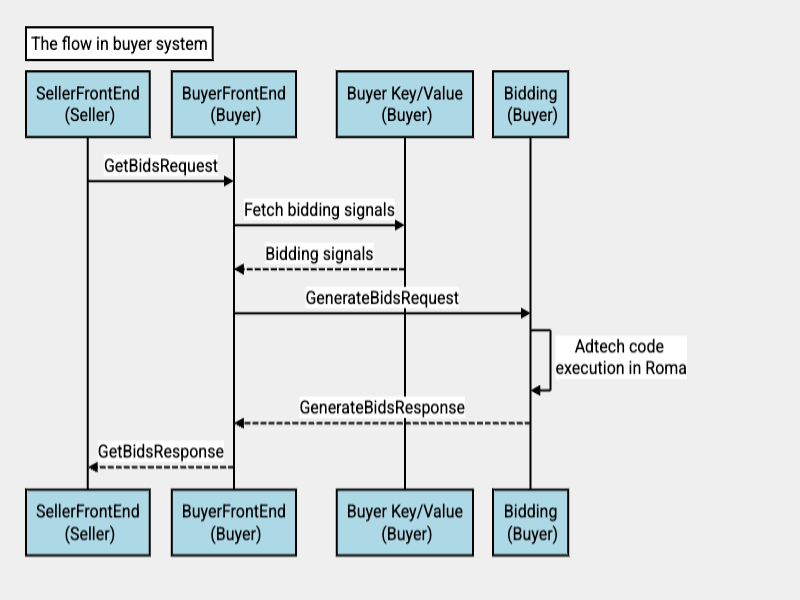 The flow in buyer system
SellerFrontEnd
(Seller)
BuyerFrontEnd
(Buyer)
Buyer Key/Value
(Buyer)
Bidding
(Buyer)
GetBidsRequest
Fetch bidding signals
Bidding signals
GenerateBidsRequest
Adtech code
execution in Roma
GenerateBidsResponse
GetBidsResponse
SellerFrontEnd
(Seller)
BuyerFrontEnd
(Buyer)
Buyer Key/Value
(Buyer)
Bidding
(Buyer)